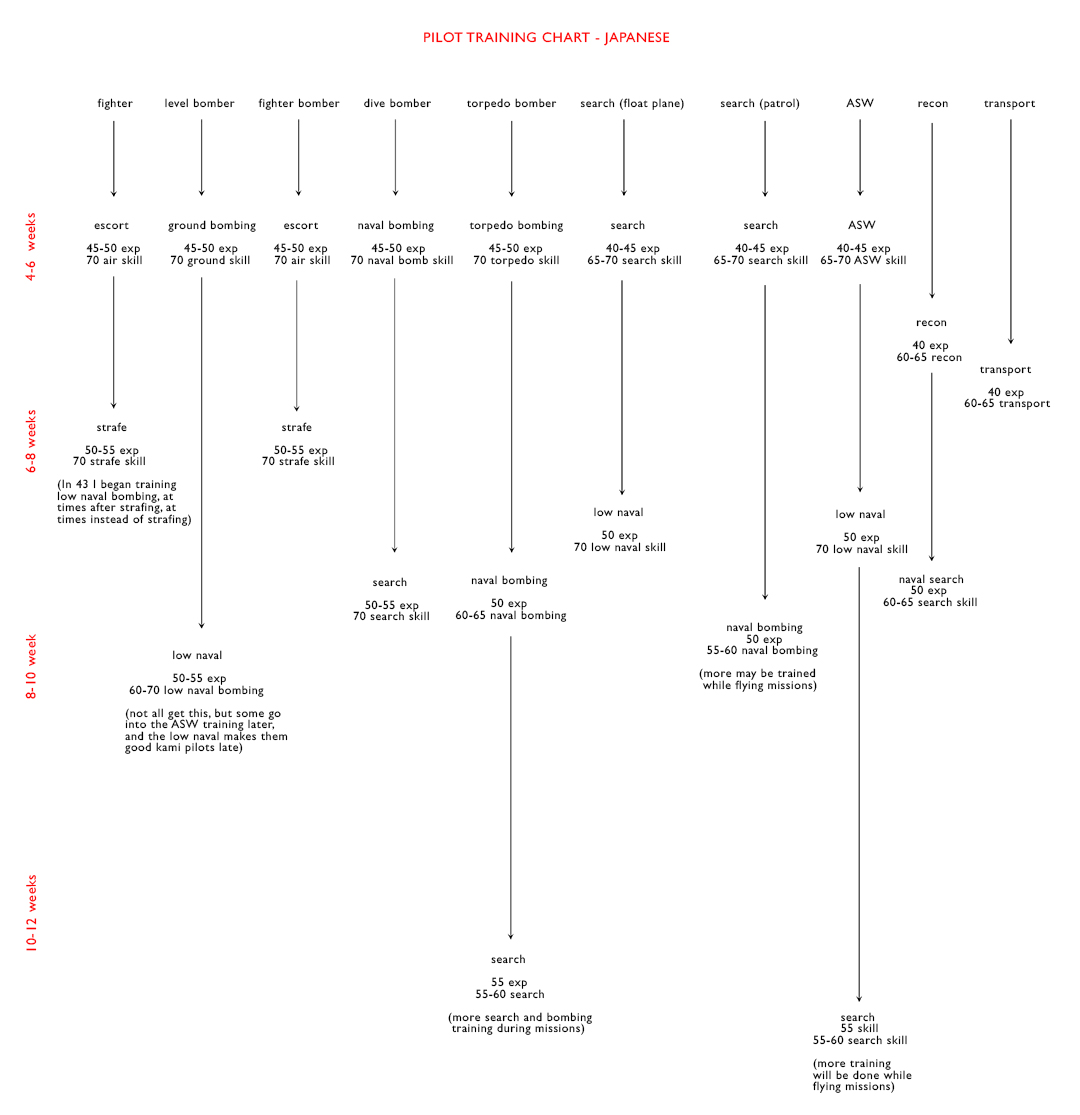 PILOT TRAINING CHART - JAPANESE
fighter
level bomber
fighter bomber
dive bomber
torpedo bomber
search (float plane)
search (patrol)
ASW
recon
transport
4-6 weeks
escort
45-50 exp
70 air skill
ground bombing
45-50 exp
70 ground skill
escort
45-50 exp
70 air skill
naval bombing
45-50 exp
70 naval bomb skill
torpedo bombing
45-50 exp
70 torpedo skill
search
40-45 exp
65-70 search skill
search
40-45 exp
65-70 search skill
ASW
40-45 exp
65-70 ASW skill
recon
40 exp
60-65 recon
transport
40 exp
60-65 transport
6-8 weeks
strafe
50-55 exp
70 strafe skill
(In 43 I began training
low naval bombing, at
times after strafing, at
times instead of strafing)
strafe
50-55 exp
70 strafe skill
low naval
50 exp
70 low naval skill
low naval
50 exp
70 low naval skill
search
50-55 exp
70 search skill
naval bombing
50 exp
60-65 naval bombing
naval search
50 exp
60-65 search skill
8-10 week
low naval
50-55 exp
60-70 low naval bombing
(not all get this, but some go
into the ASW training later,
and the low naval makes them
good kami pilots late)
naval bombing
50 exp
55-60 naval bombing
(more may be trained
while flying missions)
10-12 weeks
search
55 exp
55-60 search
(more search and bombing
training during missions)
search
55 skill
55-60 search skill
(more training
will be done while
flying missions)